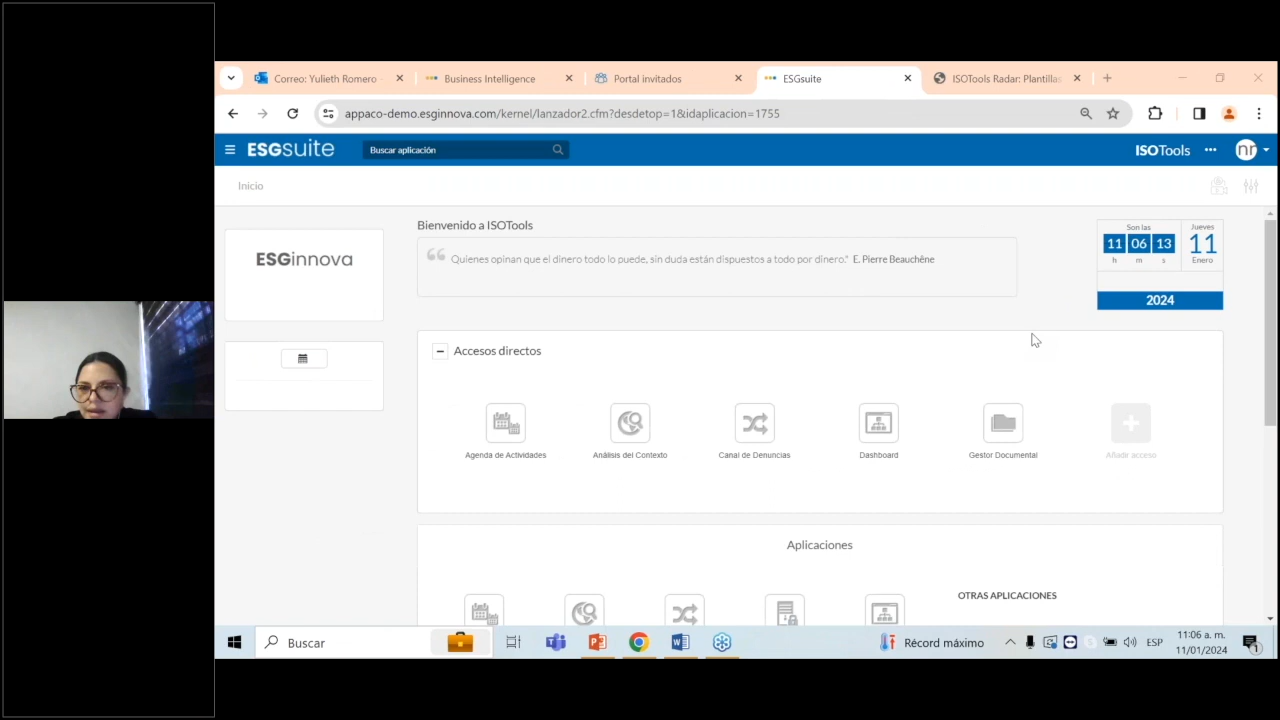 Correo: Yulieth Romero
Business Intelligence
Portal invitados
ESGsuite
ISOTools Radar: Plantillas
appaco-demo.esginnova.com/kernel/lanzador2.cfm?desdetop=1&idaplicacion=1755
ESGsuite
Buscar aplicación
ISOTools
nr
Inicio
ESGinnova
Bienvenido a ISOTools
Quienes opinan que el dinero todo lo puede, sin duda están dispuestos a todo por dinero." E. Pierre Beauchêne
Son las
11 06 13
h m s
Jueves
11
Enero
2024
Accesos directos
Agenda de Actividades
Análisis del Contexto
Canal de Denuncias
Dashboard
Gestor Documental
Añadir acceso
Aplicaciones
OTRAS APLICACIONES
Buscar
Récord máximo
ESP
11:06 a. m.
11/01/2024
1